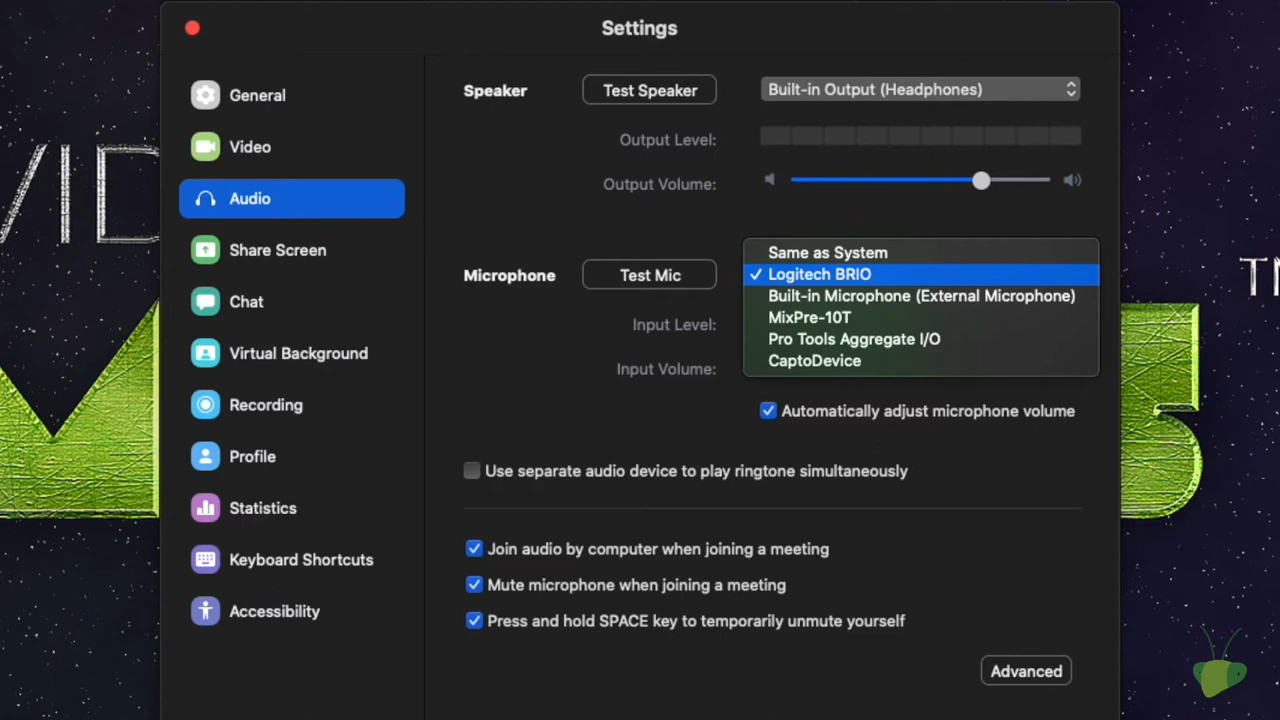 Settings
General
Video
Audio
Share Screen
Chat
Virtual Background
Recording
Profile
Statistics
Keyboard Shortcuts
Accessibility
Speaker
Test Speaker
Built-in Output (Headphones)
Output Level:
Output Volume:
Microphone
Test Mic
Same as System
✓ Logitech BRIO
Built-in Microphone (External Microphone)
MixPre-10T
Pro Tools Aggregate I/O
CaptoDevice
Input Level:
Input Volume:
Automatically adjust microphone volume
Use separate audio device to play ringtone simultaneously
Join audio by computer when joining a meeting
Mute microphone when joining a meeting
Press and hold SPACE key to temporarily unmute yourself
Advanced